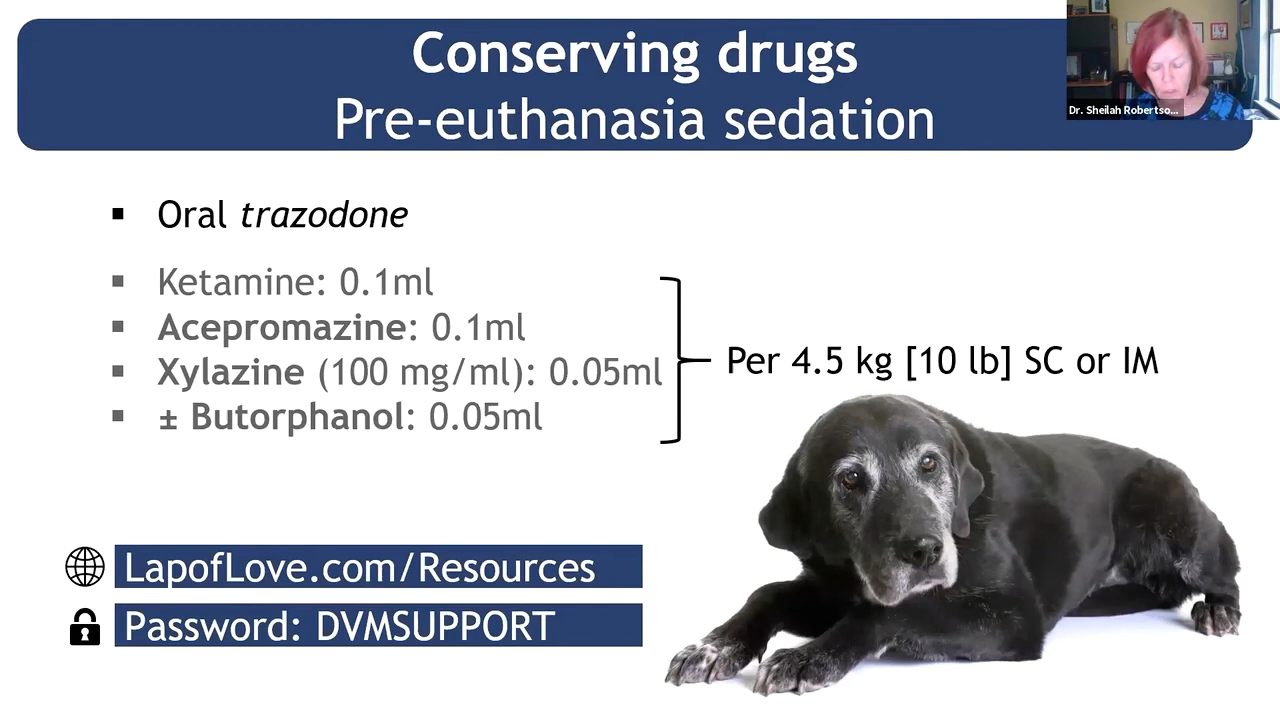 Conserving drugs
Pre-euthanasia sedation
Dr. Sheilah Robertso...
▪ Oral trazodone
▪ Ketamine: 0.1ml
▪ Acepromazine: 0.1ml
▪ Xylazine (100 mg/ml): 0.05ml
▪ ± Butorphanol: 0.05ml
Per 4.5 kg [10 lb] SC or IM
LapofLove.com/Resources
Password: DVMSUPPORT